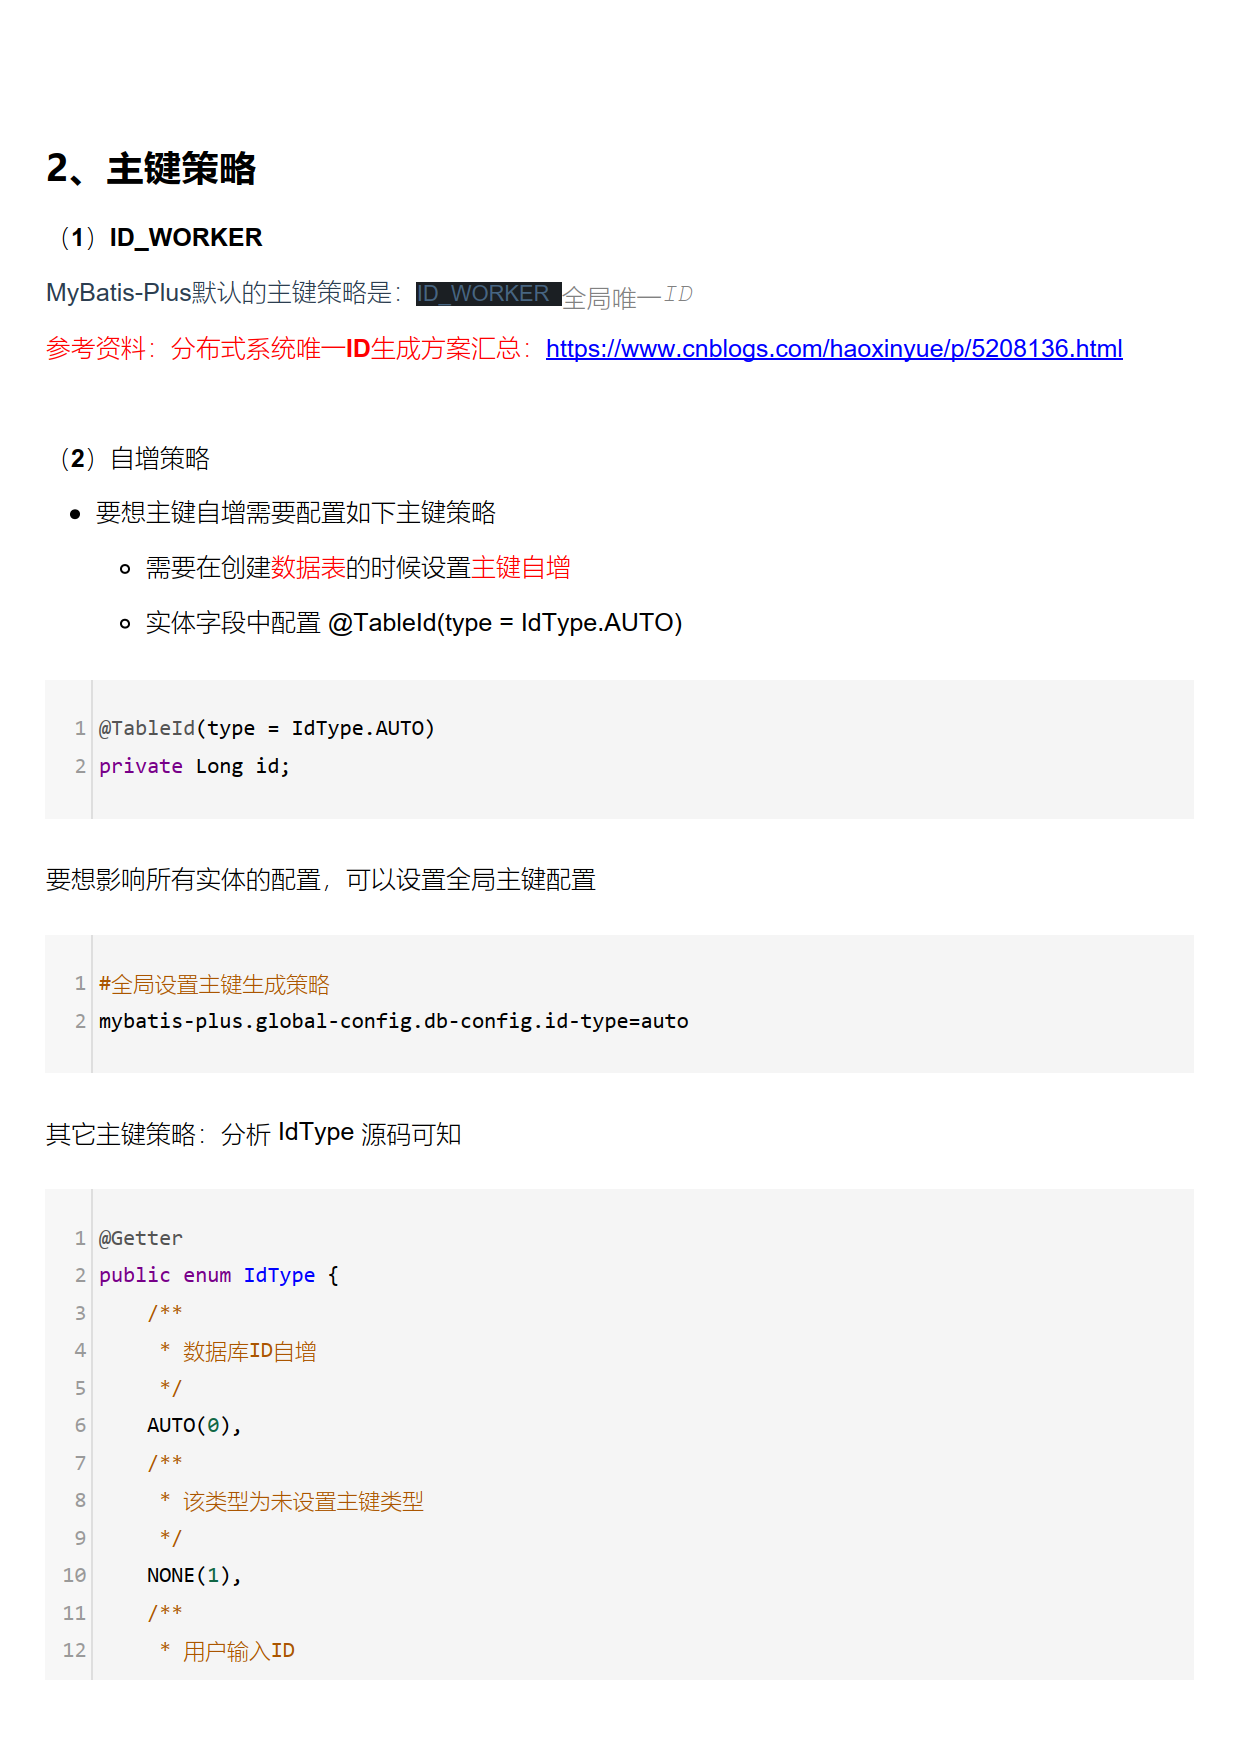 2、主键策略
（1）ID_WORKER
MyBatis-Plus默认的主键策略是：ID_WORKER 全局唯一ID
参考资料：分布式系统唯一ID生成方案汇总：https://www.cnblogs.com/haoxinyue/p/5208136.html
（2）自增策略
要想主键自增需要配置如下主键策略
需要在创建数据表的时候设置主键自增
实体字段中配置 @TableId(type = IdType.AUTO)
1 @TableId(type = IdType.AUTO)
2 private Long id;
要想影响所有实体的配置，可以设置全局主键配置
1 #全局设置主键生成策略
2 mybatis-plus.global-config.db-config.id-type=auto
其它主键策略：分析 IdType 源码可知
1 @Getter
2 public enum IdType {
3     /**
4      * 数据库ID自增
5      */
6     AUTO(0),
7     /**
8      * 该类型为未设置主键类型
9      */
10     NONE(1),
11     /**
12      * 用户输入ID